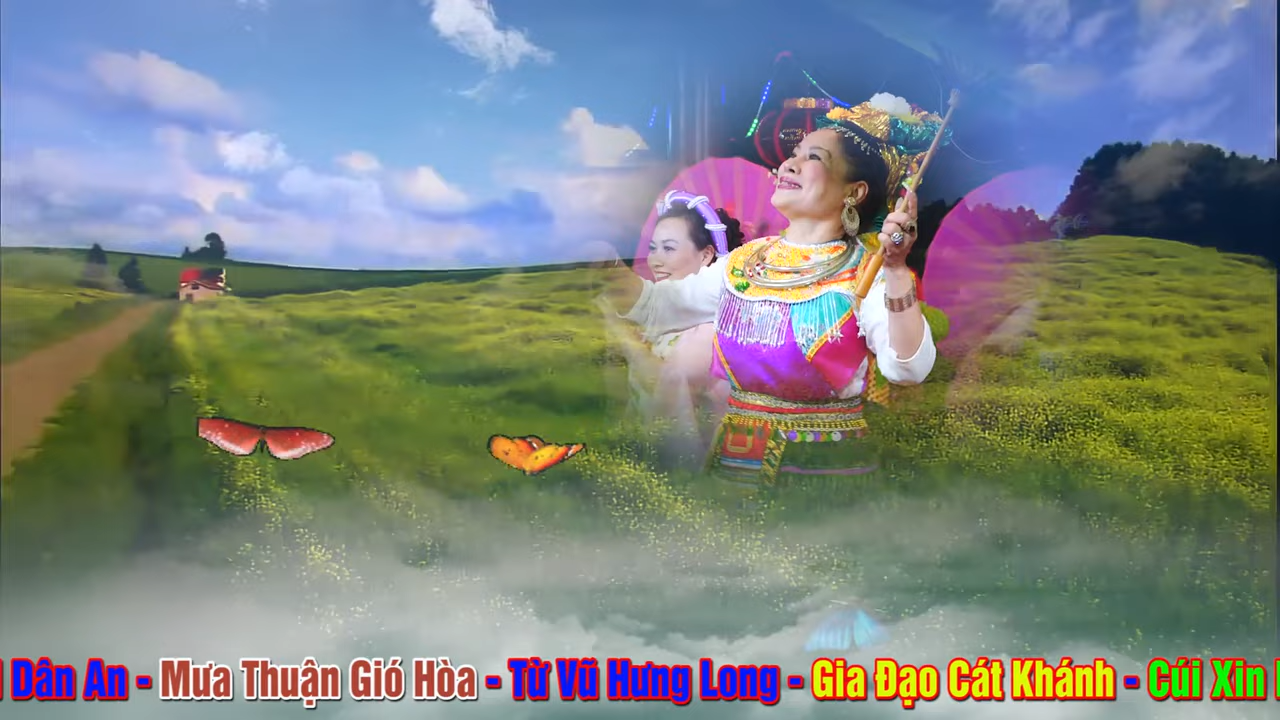 Dân An - Mưa Thuận Gió Hòa - Từ Vũ Hưng Long - Gia Đạo Cát Khánh - Cúi Xin